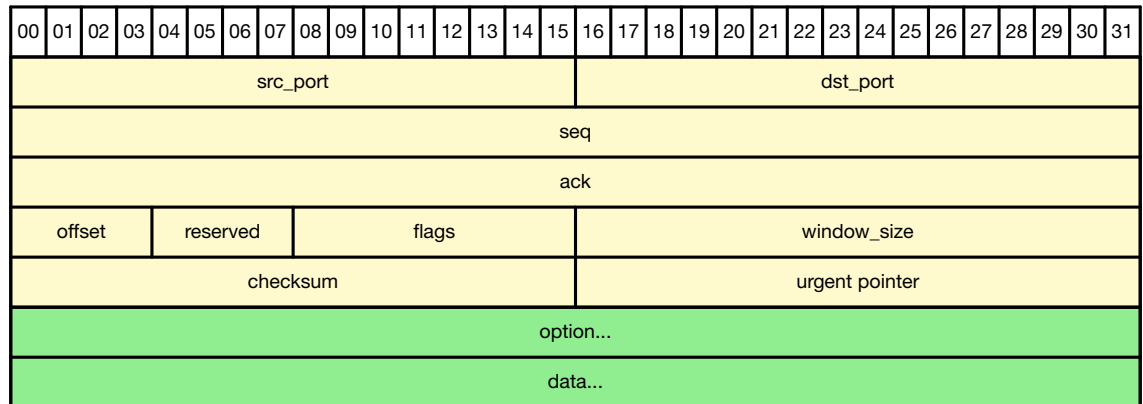 00 01 02 03 04 05 06 07 08 09 10 11 12 13 14 15 16 17 18 19 20 21 22 23 24 25 26 27 28 29 30 31
src_port dst_port
seq
ack
offset reserved flags window_size
checksum urgent pointer
option...
data...